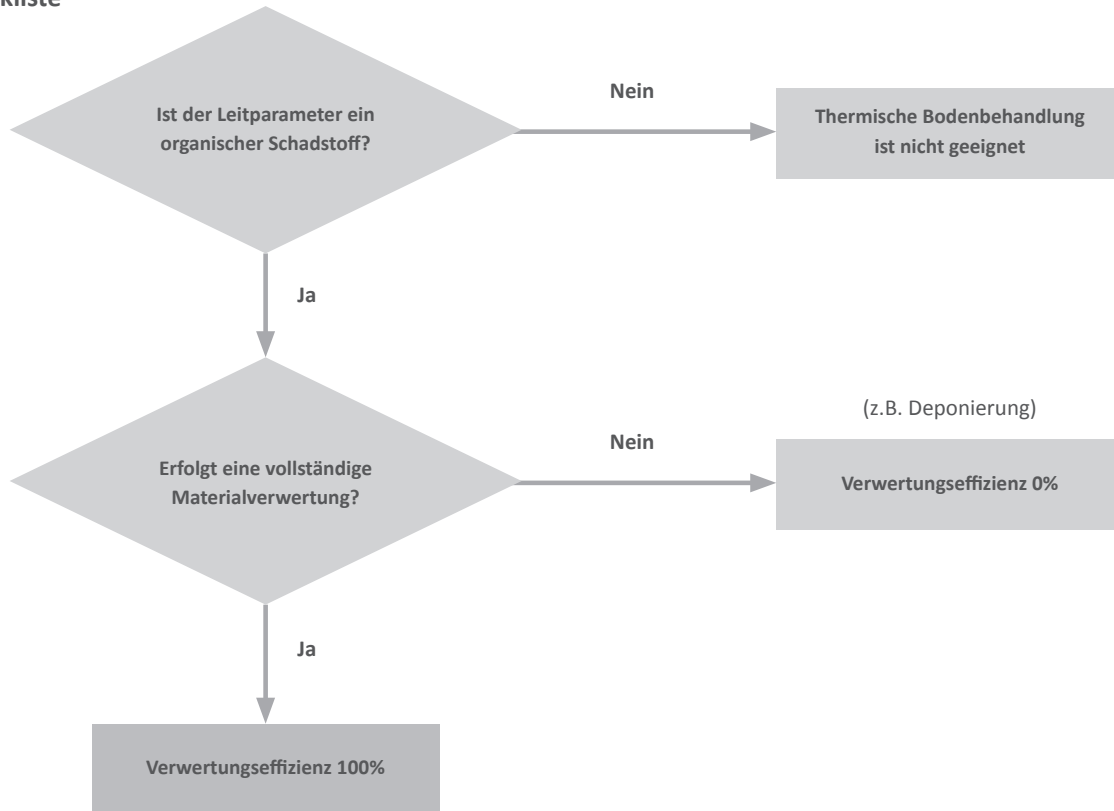 Ist der Leitparameter ein
organischer Schadstoff?
Nein
Thermische Bodenbehandlung
ist nicht geeignet
Ja
Erfolgt eine vollständige
Materialverwertung?
Nein
(z.B. Deponierung)
Verwertungseffizienz 0%
Ja
Verwertungseffizienz 100%